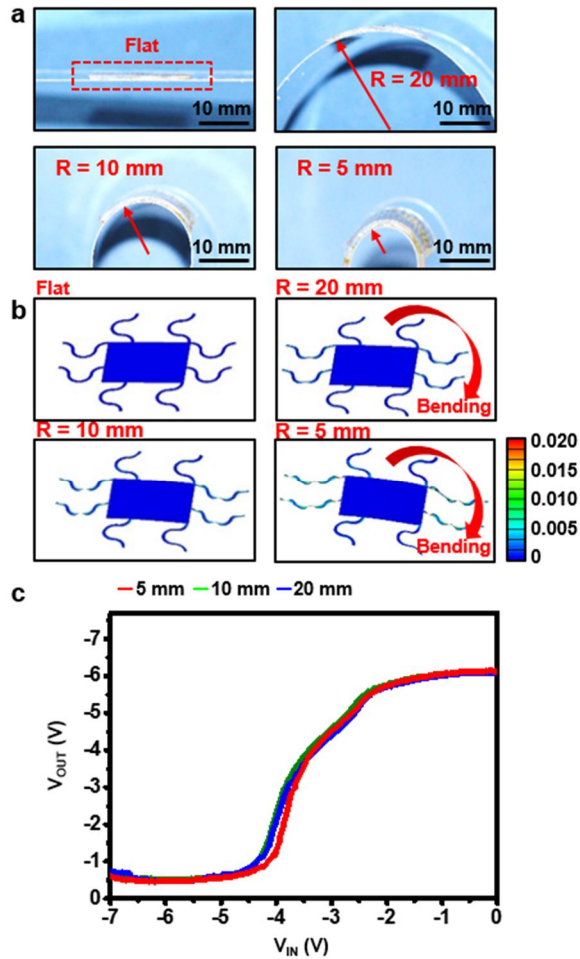 a
Flat
10 mm
R = 20 mm
10 mm
R = 10 mm
10 mm
R = 5 mm
10 mm
b
Flat
R = 20 mm
Bending
R = 10 mm
R = 5 mm
Bending
0.020
0.015
0.010
0.005
0
c
5 mm 10 mm 20 mm
-7
-6
-5
-4
-3
-2
-1
0
VOUT (V)
-7 -6 -5 -4 -3 -2 -1 0
VIN (V)